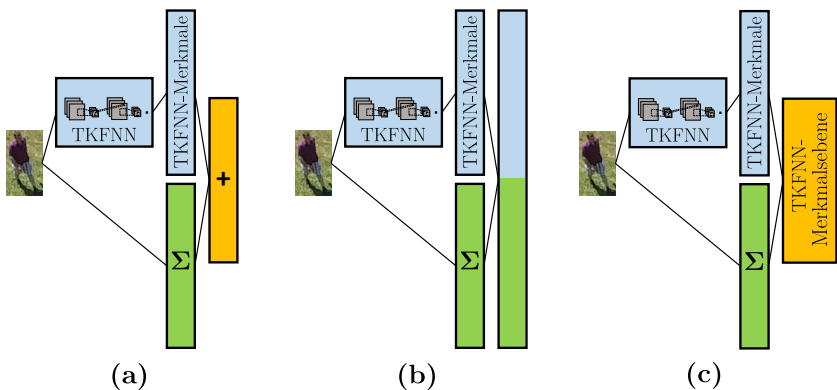 TKFNN
TKFNN-Merkmale
Σ
+
(a)
TKFNN
TKFNN-Merkmale
Σ
(b)
TKFNN
TKFNN-Merkmale
Σ
TKFNN-
Merkmalsebene
(c)